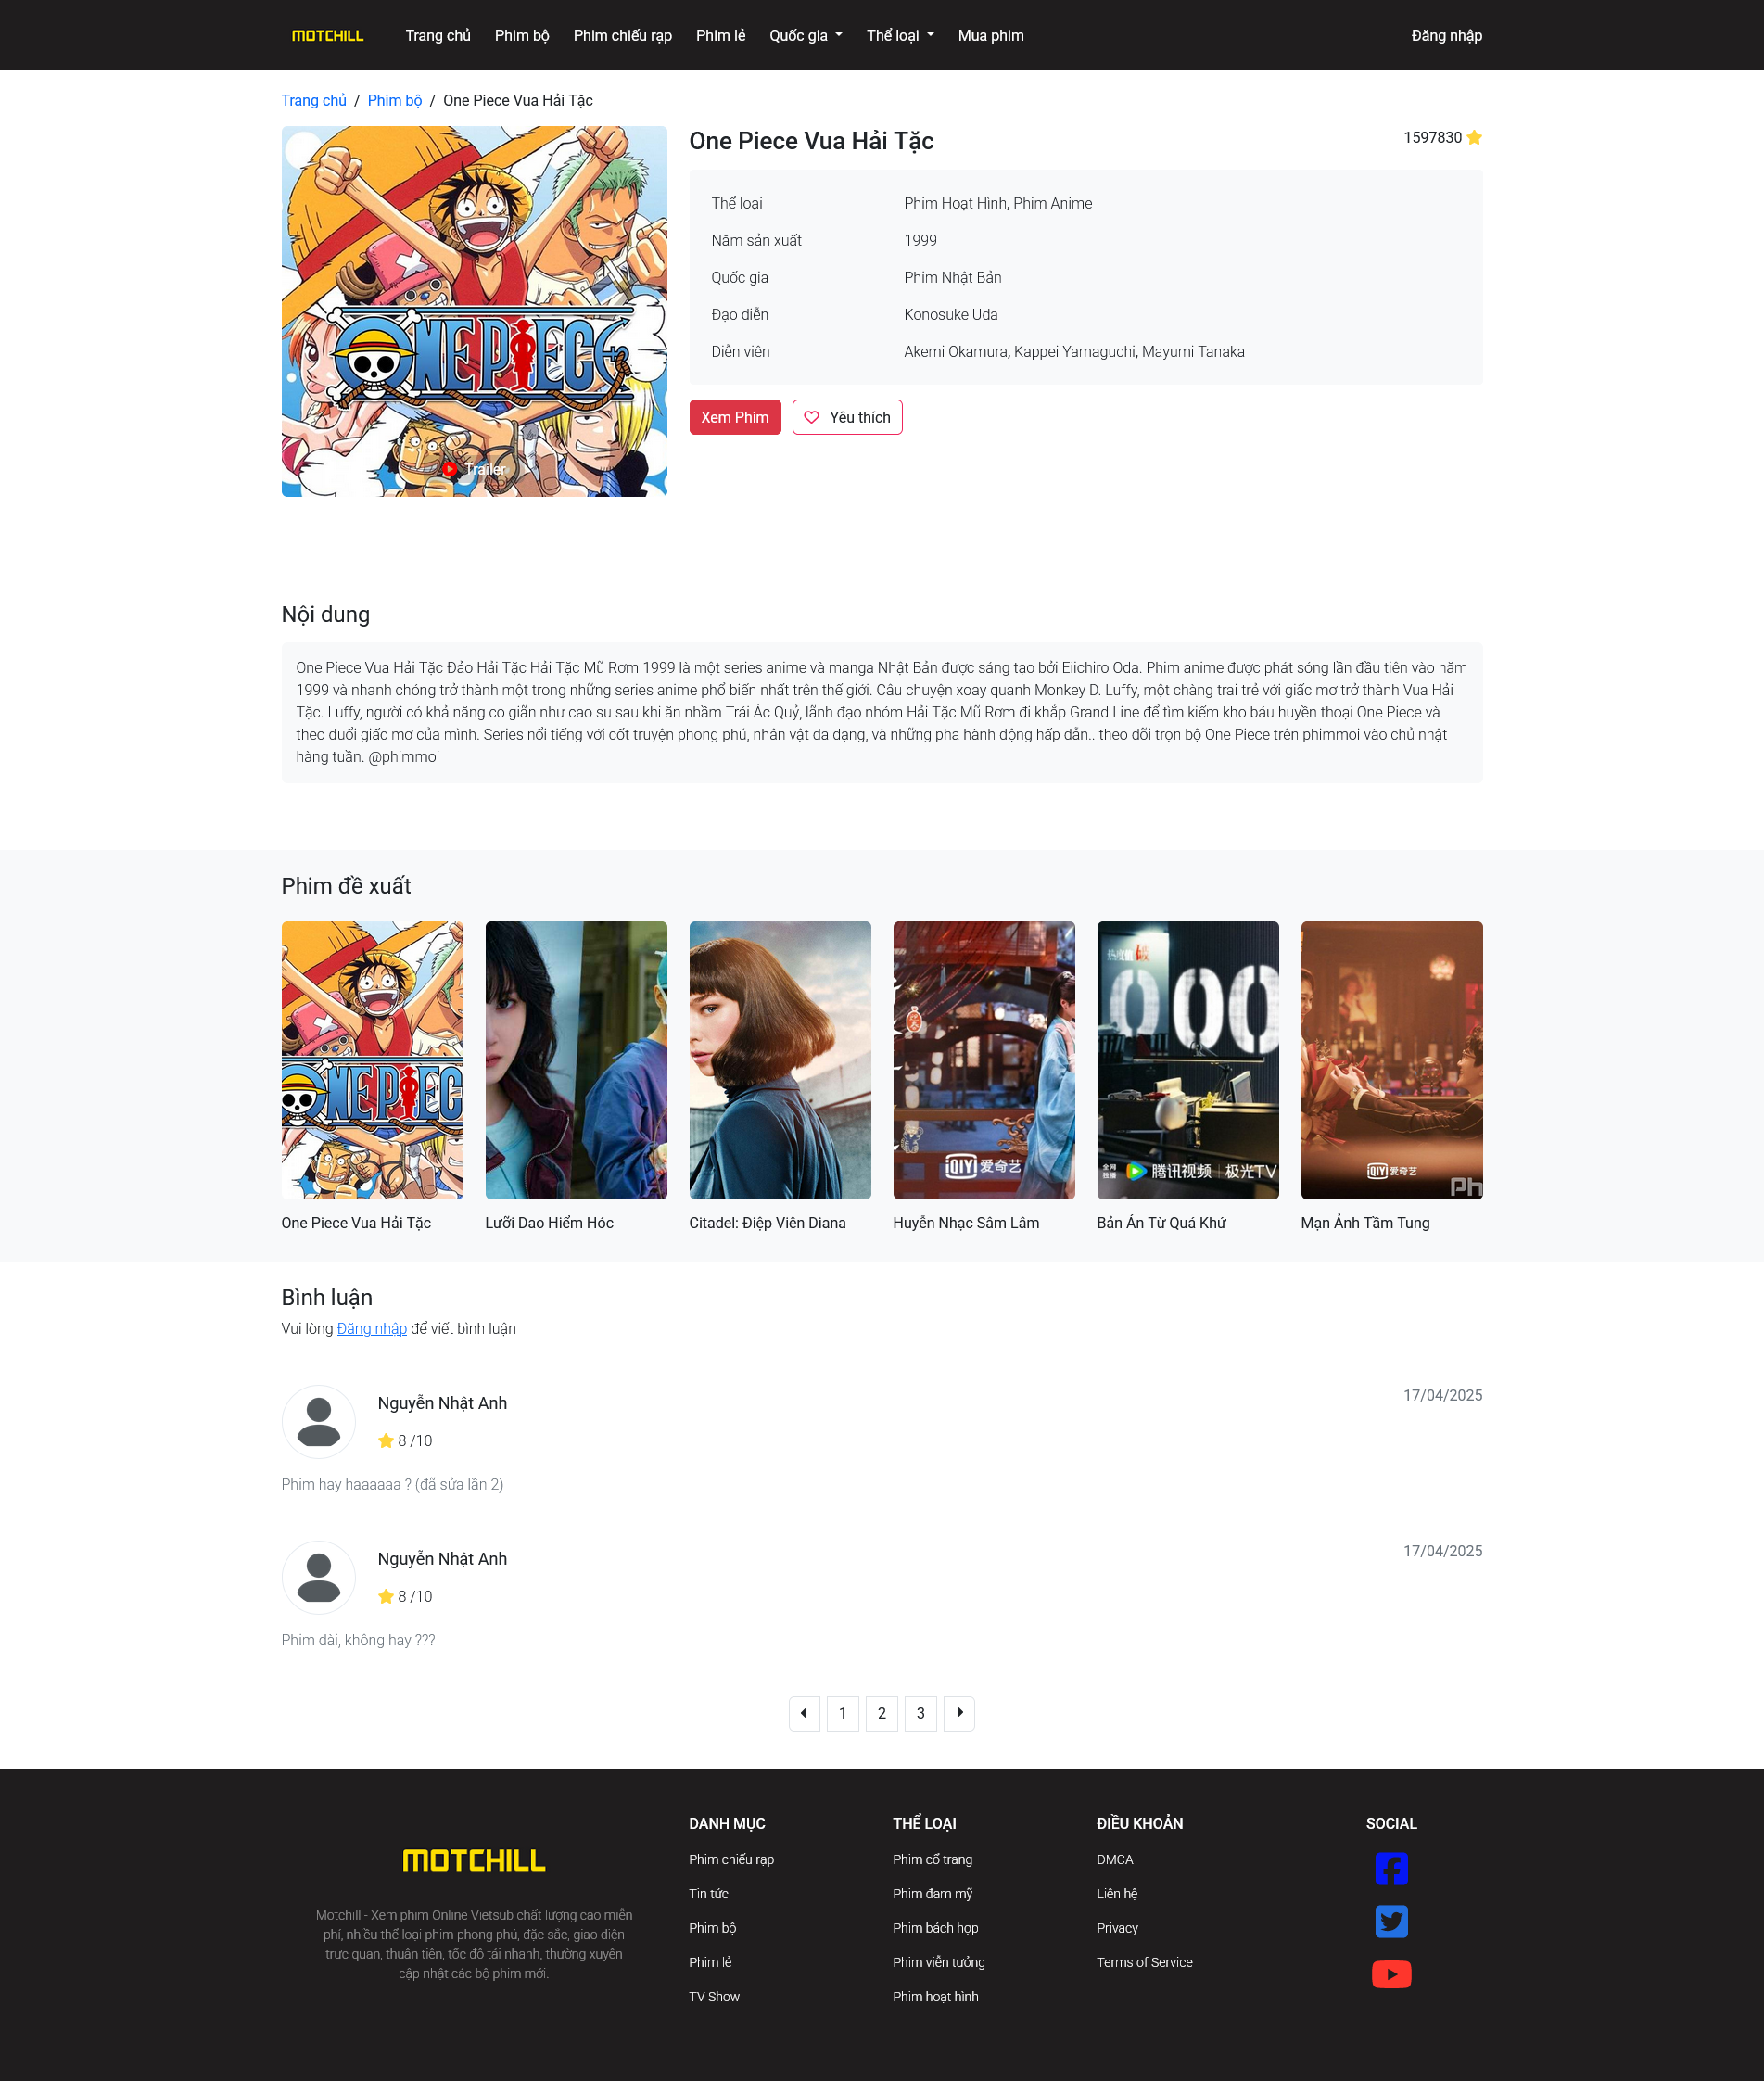 MOTCHILL Trang chủ Phim bộ Phim chiếu rạp Phim lẻ Quốc gia Thể loại Mua phim Đăng nhập
Trang chủ / Phim bộ / One Piece Vua Hải Tặc
One Piece Vua Hải Tặc
1597830
Thể loại Phim Hoạt Hình, Phim Anime
Năm sản xuất 1999
Quốc gia Phim Nhật Bản
Đạo diễn Konosuke Uda
Diễn viên Akemi Okamura, Kappei Yamaguchi, Mayumi Tanaka
ONE PIECE
Xem Phim Yêu thích
Trailer
Nội dung
One Piece Vua Hải Tặc Đảo Hải Tặc Hải Tặc Mũ Rơm 1999 là một series anime và manga Nhật Bản được sáng tạo bởi Eiichiro Oda. Phim anime được phát sóng lần đầu tiên vào năm
1999 và nhanh chóng trở thành một trong những series anime phổ biến nhất trên thế giới. Câu chuyện xoay quanh Monkey D. Luffy, một chàng trai trẻ với giấc mơ trở thành Vua Hải
Tặc. Luffy, người có khả năng co giãn như cao su sau khi ăn nhầm Trái Ác Quỷ, lãnh đạo nhóm Hải Tặc Mũ Rơm đi khắp Grand Line để tìm kiếm kho báu huyền thoại One Piece và
theo đuổi giấc mơ của mình. Series nổi tiếng với cốt truyện phong phú, nhân vật đa dạng, và những pha hành động hấp dẫn.. theo dõi trọn bộ One Piece trên phimmoi vào chủ nhật
hàng tuần. @phimmoi
Phim đề xuất
ONE PIEC
iQIYI 爱奇艺
000
腾讯视频 极光TV
iQIYI 爱奇艺
Ph
One Piece Vua Hải Tặc
Lưỡi Dao Hiểm Hóc
Citadel: Điệp Viên Diana
Huyễn Nhạc Sâm Lâm
Bản Án Từ Quá Khứ
Mạn Ảnh Tầm Tung
Bình luận
Vui lòng Đăng nhập để viết bình luận
Nguyễn Nhật Anh
17/04/2025
8 /10
Phim hay haaaaaa ? (đã sửa lần 2)
Nguyễn Nhật Anh
17/04/2025
8 /10
Phim dài, không hay ???
1 2 3
MOTCHILL
Motchill - Xem phim Online Vietsub chất lượng cao miễn
phí, nhiều thể loại phim phong phú, đặc sắc, giao diện
trực quan, thuận tiện, tốc độ tải nhanh, thường xuyên
cập nhật các bộ phim mới.
DANH MỤC
Phim chiếu rạp
Tin tức
Phim bộ
Phim lẻ
TV Show
THỂ LOẠI
Phim cổ trang
Phim đam mỹ
Phim bách hợp
Phim viễn tưởng
Phim hoạt hình
ĐIỀU KHOẢN
DMCA
Liên hệ
Privacy
Terms of Service
SOCIAL